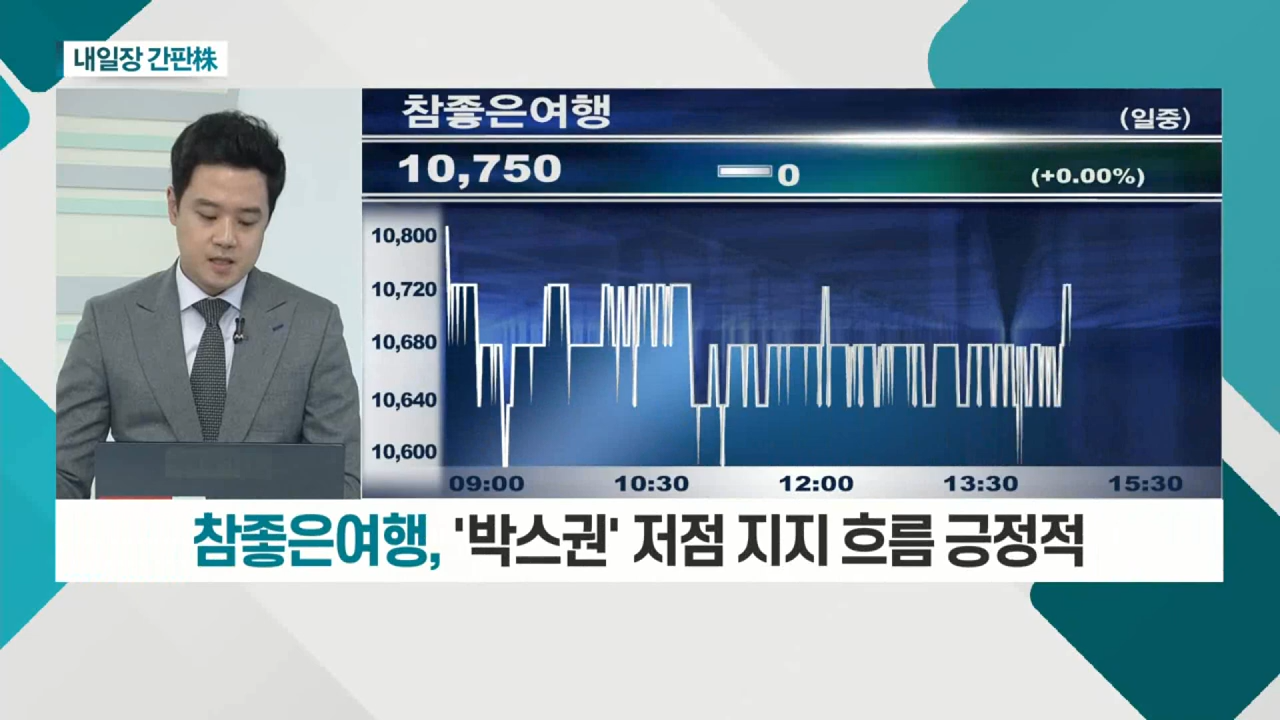 내일장 간판株
참좋은여행
(일중)
10,750
0
(+0.00%)
10,800
10,720
10,680
10,640
10,600
09:00 10:30 12:00 13:30 15:30
참좋은여행, '박스권' 저점 지지 흐름 긍정적